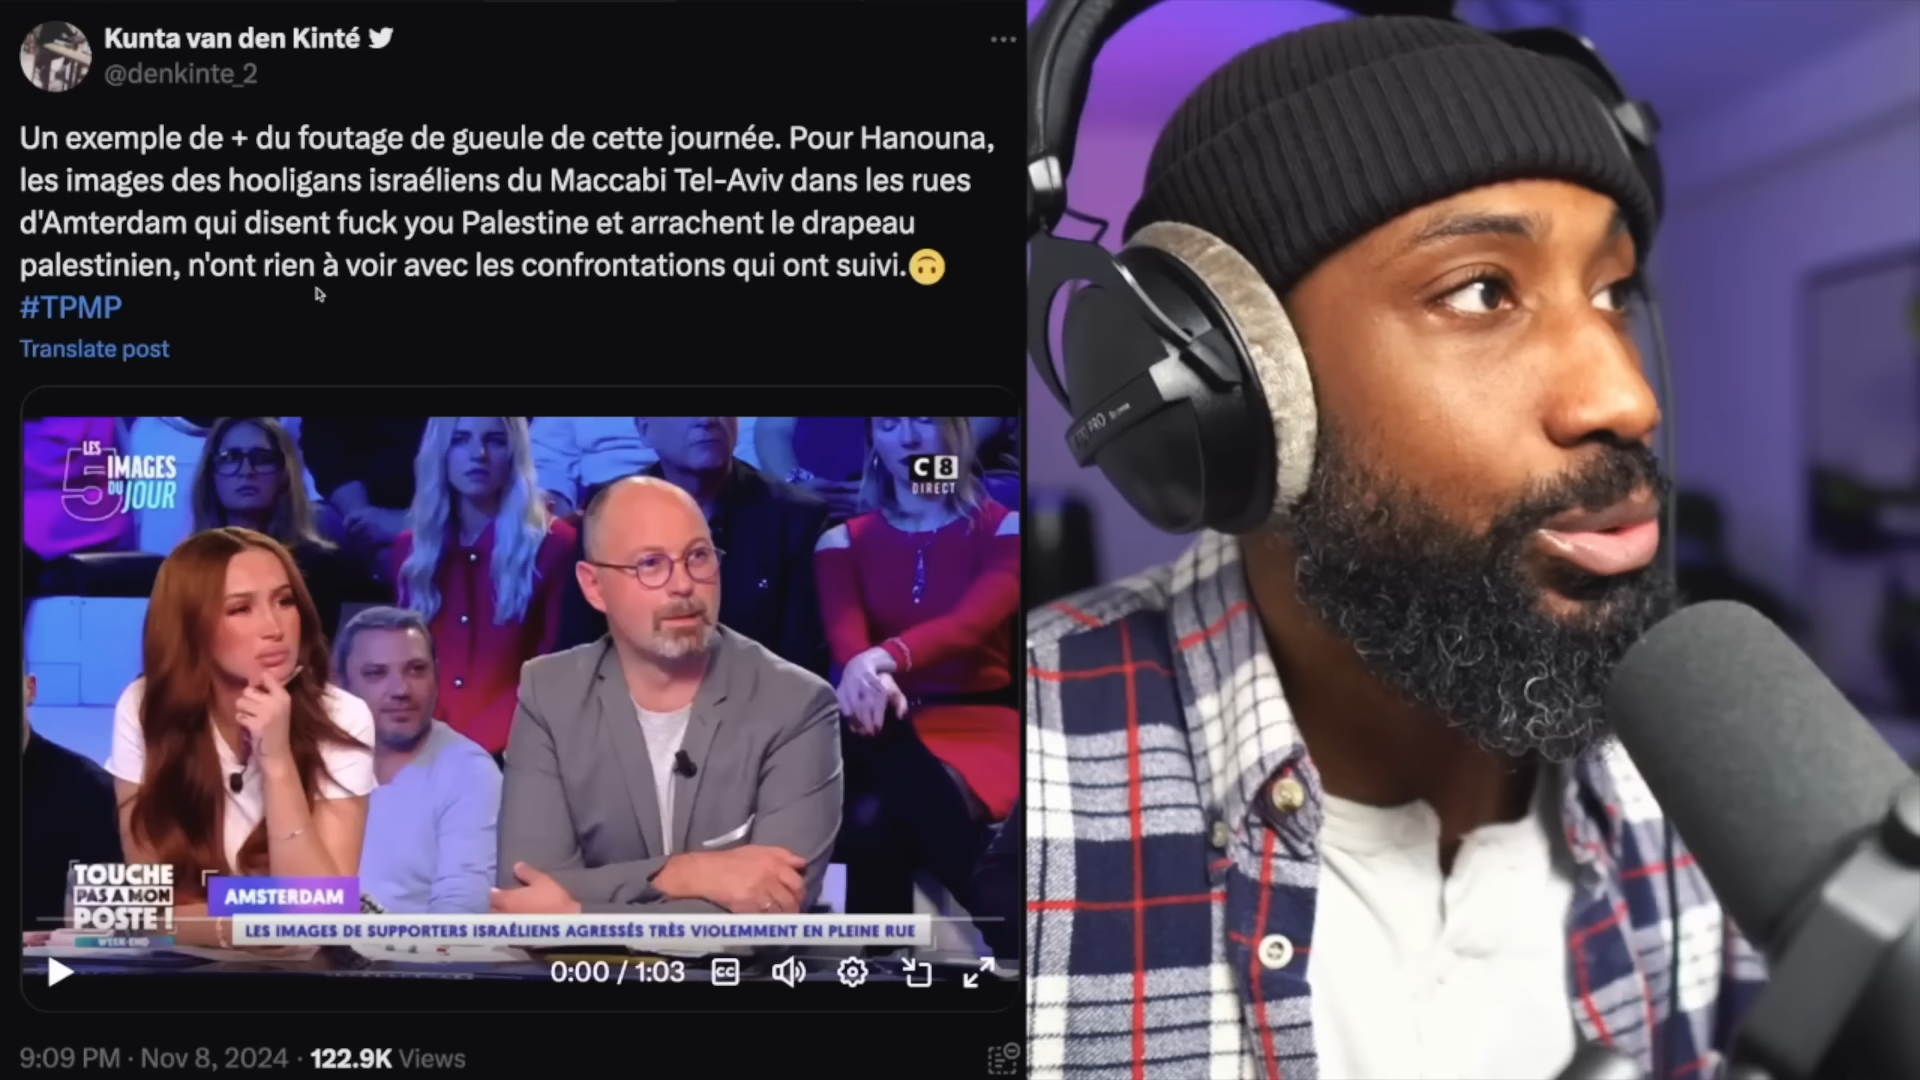 Kunta van den Kinté
@denkinte_2
Un exemple de + du foutage de gueule de cette journée. Pour Hanouna,
les images des hooligans israéliens du Maccabi Tel-Aviv dans les rues
d'Amterdam qui disent fuck you Palestine et arrachent le drapeau
palestinien, n'ont rien à voir avec les confrontations qui ont suivi.🙃
#TPMP
Translate post
LES
5 IMAGES
DU JOUR
C8
DIRECT
TOUCHE
PAS A MON
POSTE !
WEEK-END
AMSTERDAM
LES IMAGES DE SUPPORTERS ISRAÉLIENS AGRESSÉS TRÈS VIOLEMMENT EN PLEINE RUE
0:00 / 1:03
CC
9:09 PM · Nov 8, 2024 · 122.9K Views